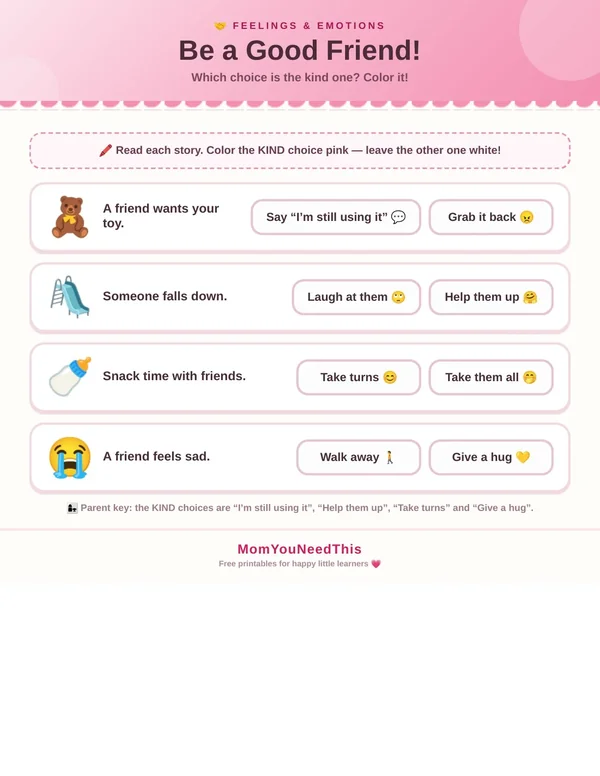 🤝 FEELINGS & EMOTIONS
Be a Good Friend!
Which choice is the kind one? Color it!
🖍️ Read each story. Color the KIND choice pink — leave the other one white!
A friend wants your
toy.
Say “I’m still using it” 💬
Grab it back 😠
Someone falls down.
Laugh at them 🙄
Help them up 🤗
Snack time with friends.
Take turns 😊
Take them all 🤭
A friend feels sad.
Walk away 🚶
Give a hug 💛
👩‍👧 Parent key: the KIND choices are “I’m still using it”, “Help them up”, “Take turns” and “Give a hug”.
MomYouNeedThis
Free printables for happy little learners 💗